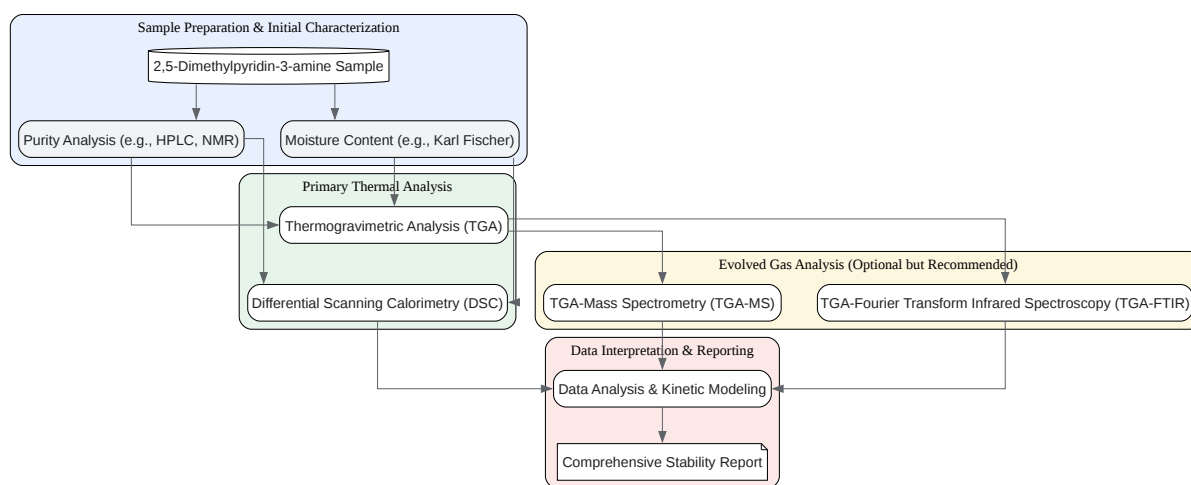 Sample Preparation & Initial Characterization
2,5-Dimethylpyridin-3-amine Sample
Purity Analysis (e.g., HPLC, NMR)
Moisture Content (e.g., Karl Fischer)
Primary Thermal Analysis
Thermogravimetric Analysis (TGA)
Evolved Gas Analysis (Optional but Recommended)
Differential Scanning Calorimetry (DSC)
TGA-Mass Spectrometry (TGA-MS)
TGA-Fourier Transform Infrared Spectroscopy (TGA-FTIR)
Data Interpretation & Reporting
Data Analysis & Kinetic Modeling
Comprehensive Stability Report